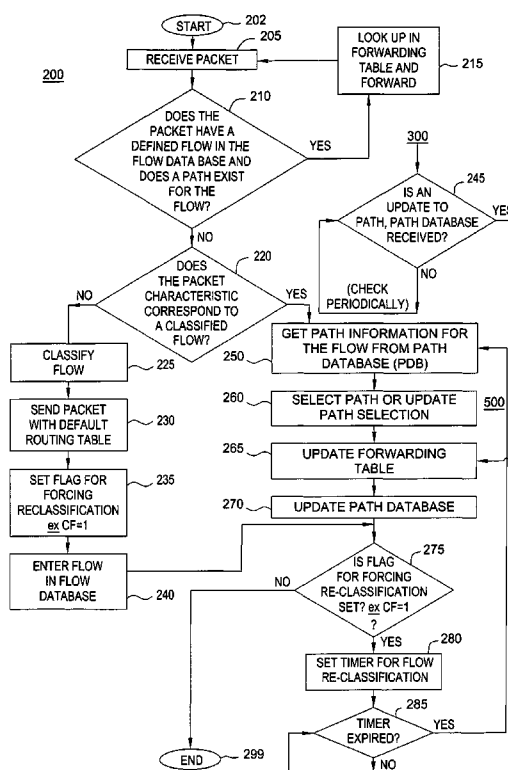 START
202
205
RECEIVE PACKET
200
LOOK UP IN
FORWARDING
TABLE AND
FORWARD
215
210
DOES THE
PACKET HAVE A
DEFINED FLOW IN THE
FLOW DATA BASE AND
DOES A PATH EXIST
FOR THE
FLOW?
YES
NO
300
245
IS AN
UPDATE TO
PATH, PATH DATABASE
RECEIVED?
YES
NO
(CHECK
PERIODICALLY)
220
DOES
THE PACKET
CHARACTERISTIC
CORRESPOND TO
A CLASSIFIED
FLOW?
NO
YES
CLASSIFY
FLOW
225
SEND PACKET
WITH DEFAULT
ROUTING TABLE
230
SET FLAG FOR
FORCING
RECLASSIFICATION
ex CF=1
235
ENTER FLOW
IN FLOW
DATABASE
240
GET PATH INFORMATION FOR
THE FLOW FROM PATH
DATABASE (PDB)
250
260
SELECT PATH OR UPDATE
PATH SELECTION
500
265
UPDATE FORWARDING
TABLE
270
UPDATE PATH DATABASE
275
IS FLAG
FOR FORCING
RE-CLASSIFICATION
SET? ex CF=1
?
NO
YES
280
SET TIMER FOR FLOW
RE-CLASSIFICATION
285
TIMER
EXPIRED?
YES
NO
END
299